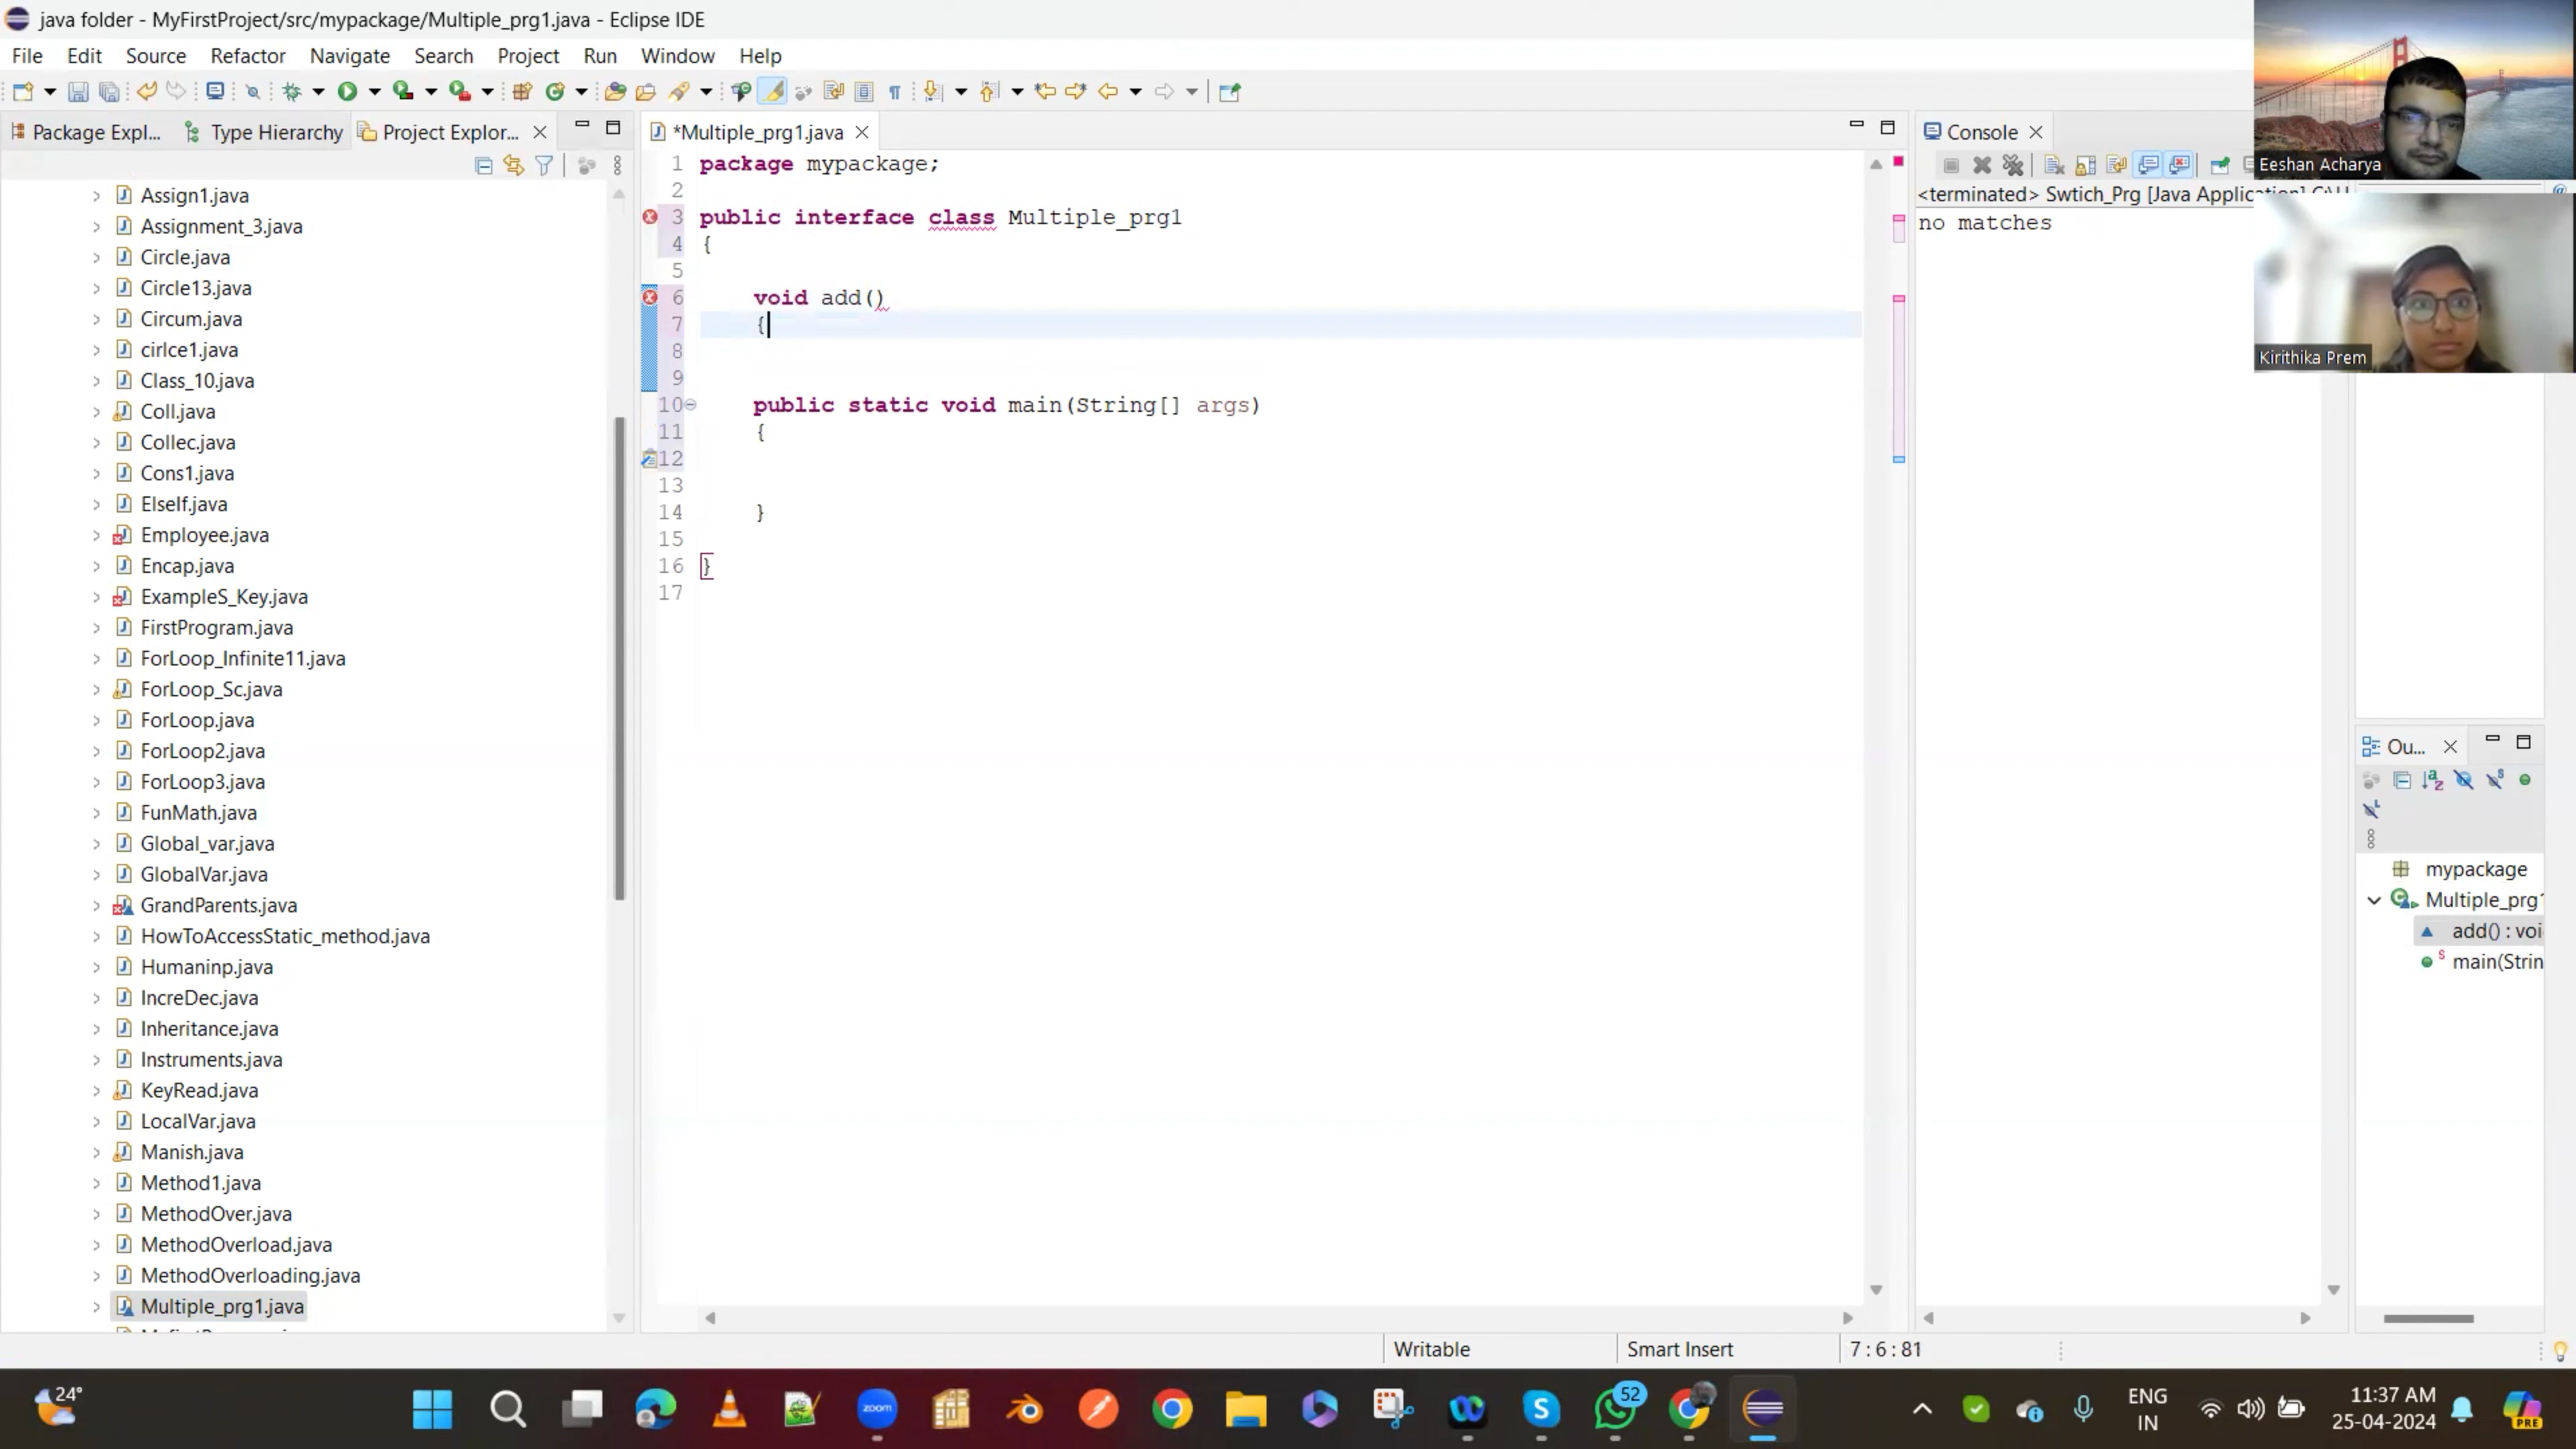 java folder - MyFirstProject/src/mypackage/Multiple_prg1.java - Eclipse IDE
File Edit Source Refactor Navigate Search Project Run Window Help
Package Expl... Type Hierarchy Project Explor...
Assign1.java
Assignment_3.java
Circle.java
Circle13.java
Circum.java
cirlce1.java
Class_10.java
Coll.java
Collec.java
Cons1.java
ElseIf.java
Employee.java
Encap.java
ExampleS_Key.java
FirstProgram.java
ForLoop_Infinite11.java
ForLoop_Sc.java
ForLoop.java
ForLoop2.java
ForLoop3.java
FunMath.java
Global_var.java
GlobalVar.java
GrandParents.java
HowToAccessStatic_method.java
Humaninp.java
IncreDec.java
Inheritance.java
Instruments.java
KeyRead.java
LocalVar.java
Manish.java
Method1.java
MethodOver.java
MethodOverload.java
MethodOverloading.java
Multiple_prg1.java
*Multiple_prg1.java
1 package mypackage;
2
3 public interface class Multiple_prg1
4 {
5
6 void add()
7 {
8
9
10 public static void main(String[] args)
11 {
12
13
14 }
15
16 }
17
Console
<terminated> Swtich_Prg [Java Applic
no matches
Eeshan Acharya
Kirithika Prem
Ou...
mypackage
Multiple_prg1
add() : voi
main(Strin
Writable Smart Insert 7 : 6 : 81
24°
zoom
52
ENG
IN
11:37 AM
25-04-2024
PRE